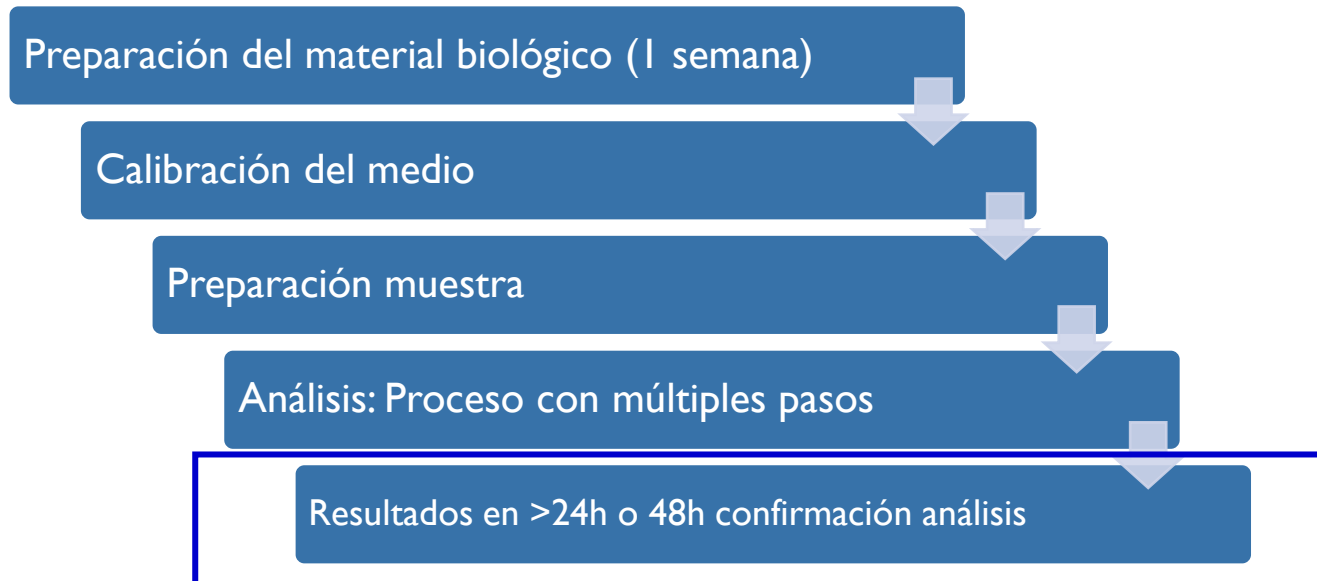 Preparación del material biológico (1 semana)
Calibración del medio
Preparación muestra
Análisis: Proceso con múltiples pasos
Resultados en >24h o 48h confirmación análisis